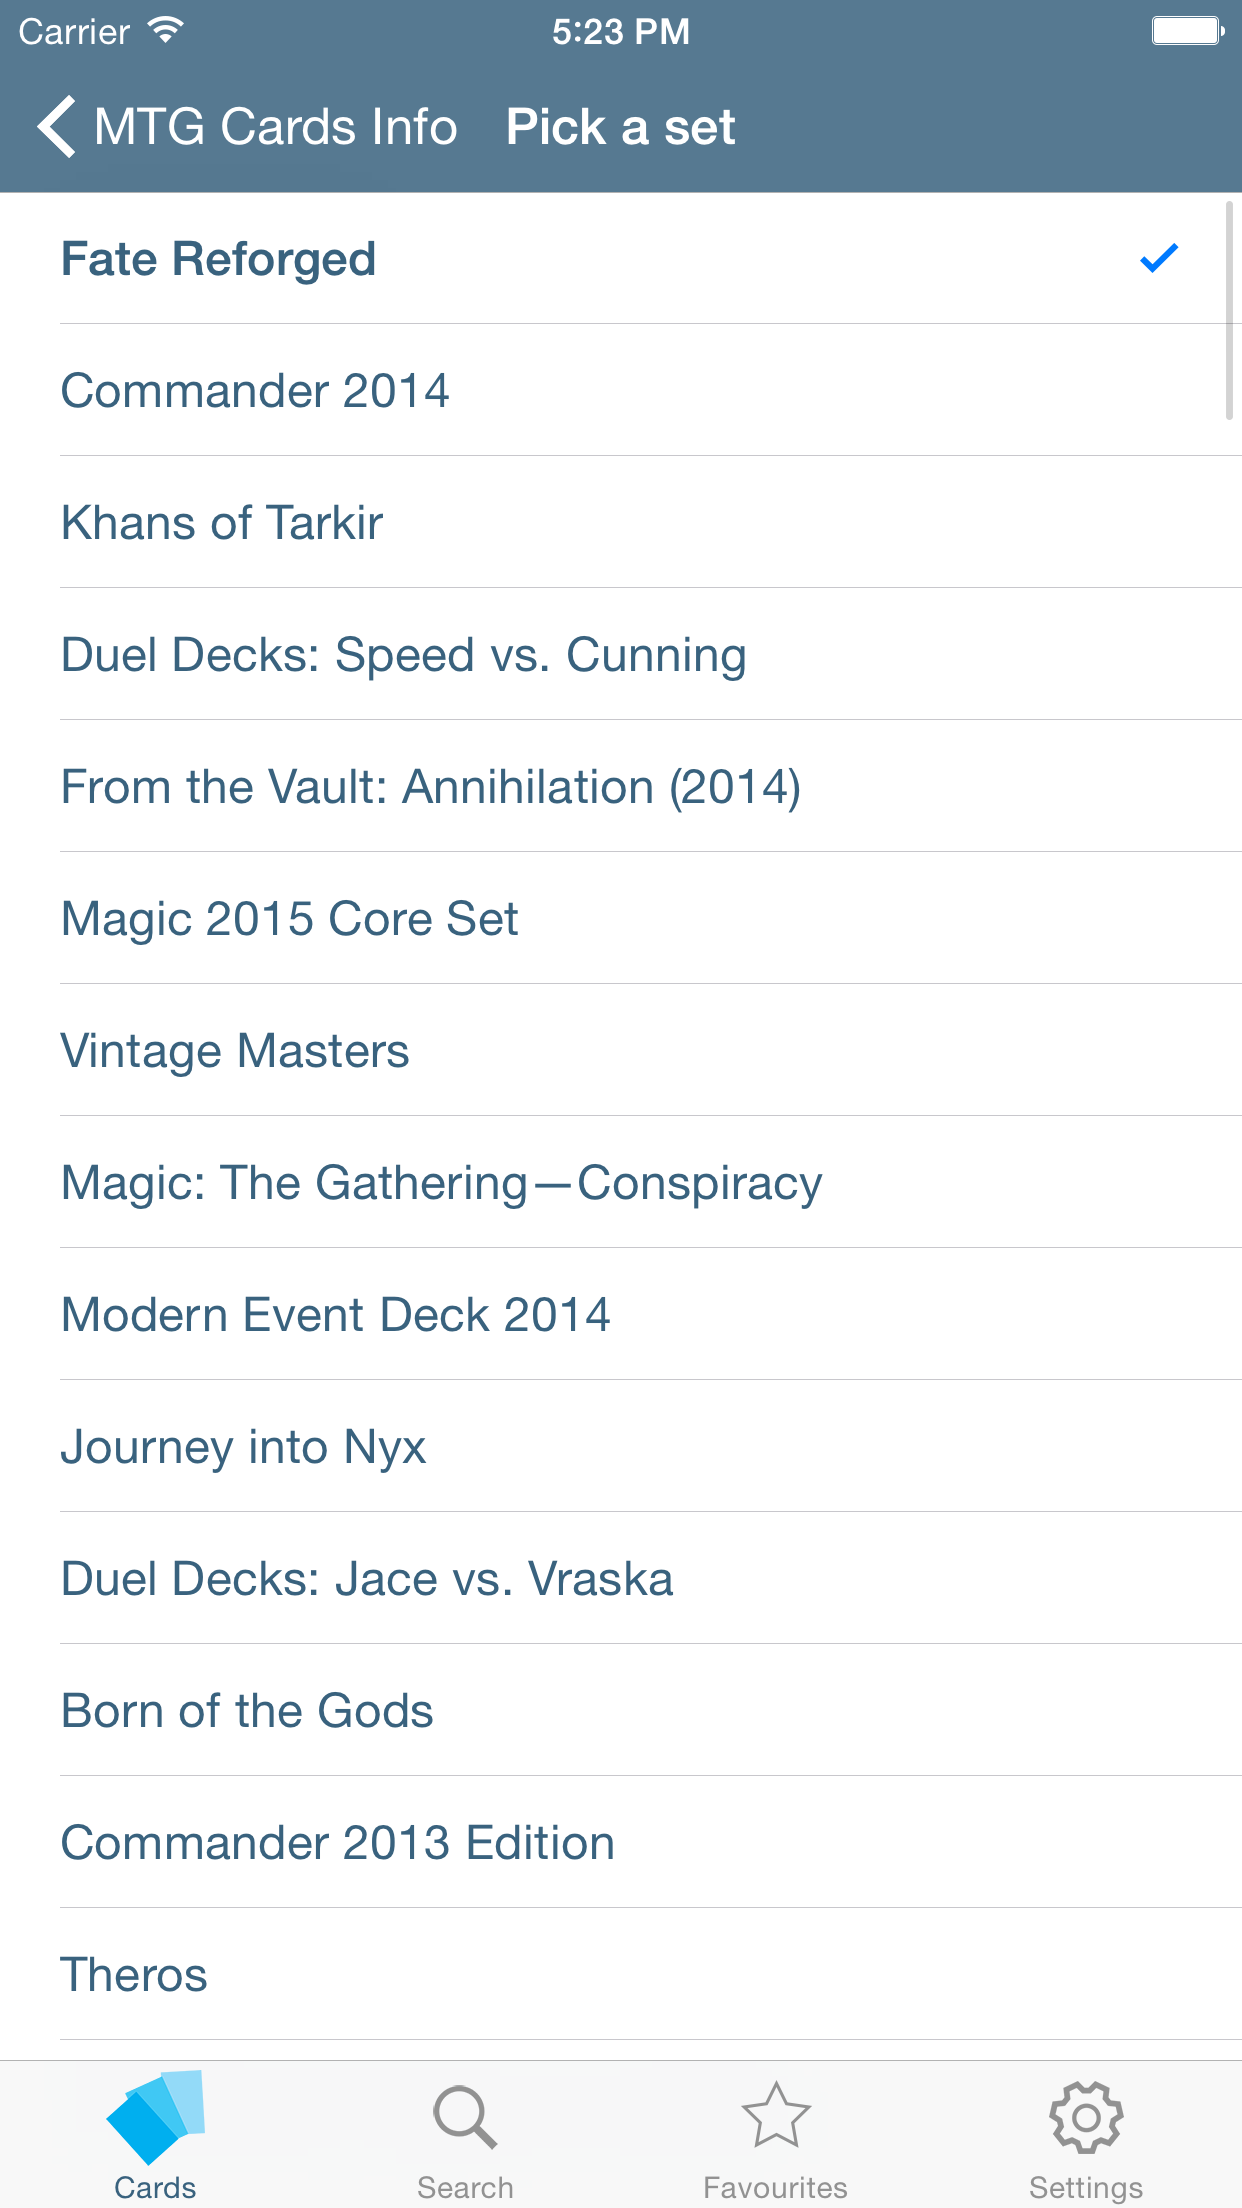 Carrier 5:23 PM
MTG Cards Info Pick a set
Fate Reforged
Commander 2014
Khans of Tarkir
Duel Decks: Speed vs. Cunning
From the Vault: Annihilation (2014)
Magic 2015 Core Set
Vintage Masters
Magic: The Gathering—Conspiracy
Modern Event Deck 2014
Journey into Nyx
Duel Decks: Jace vs. Vraska
Born of the Gods
Commander 2013 Edition
Theros
Cards Search Favourites Settings